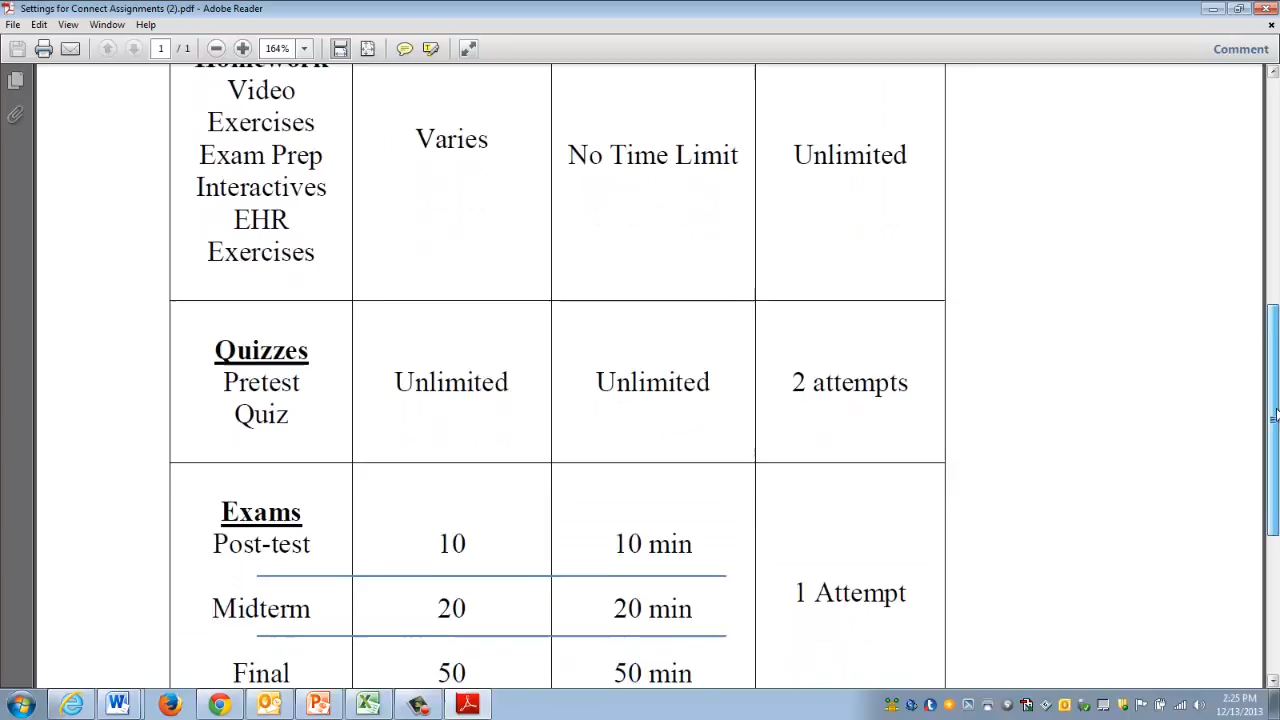 Settings for Connect Assignments (2).pdf - Adobe Reader
File Edit View Window Help
1 / 1 164% Comment
Homework
Video
Exercises
Exam Prep
Interactives
EHR
Exercises
Varies
No Time Limit
Unlimited
Quizzes
Pretest
Quiz
Unlimited
Unlimited
2 attempts
Exams
Post-test 10 10 min
Midterm 20 20 min
Final 50 50 min
1 Attempt
2:25 PM
12/13/2013